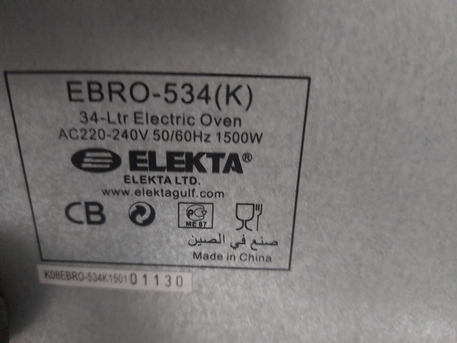 EBRO-534(K)
34-Ltr Electric Oven
AC220-240V 50/60Hz 1500W
ELEKTA®
ELEKTA LTD.
www.elektagulf.com
CB
PC
ME 67
صنع في الصين
Made in China
K08EBRO-534K1501 01130